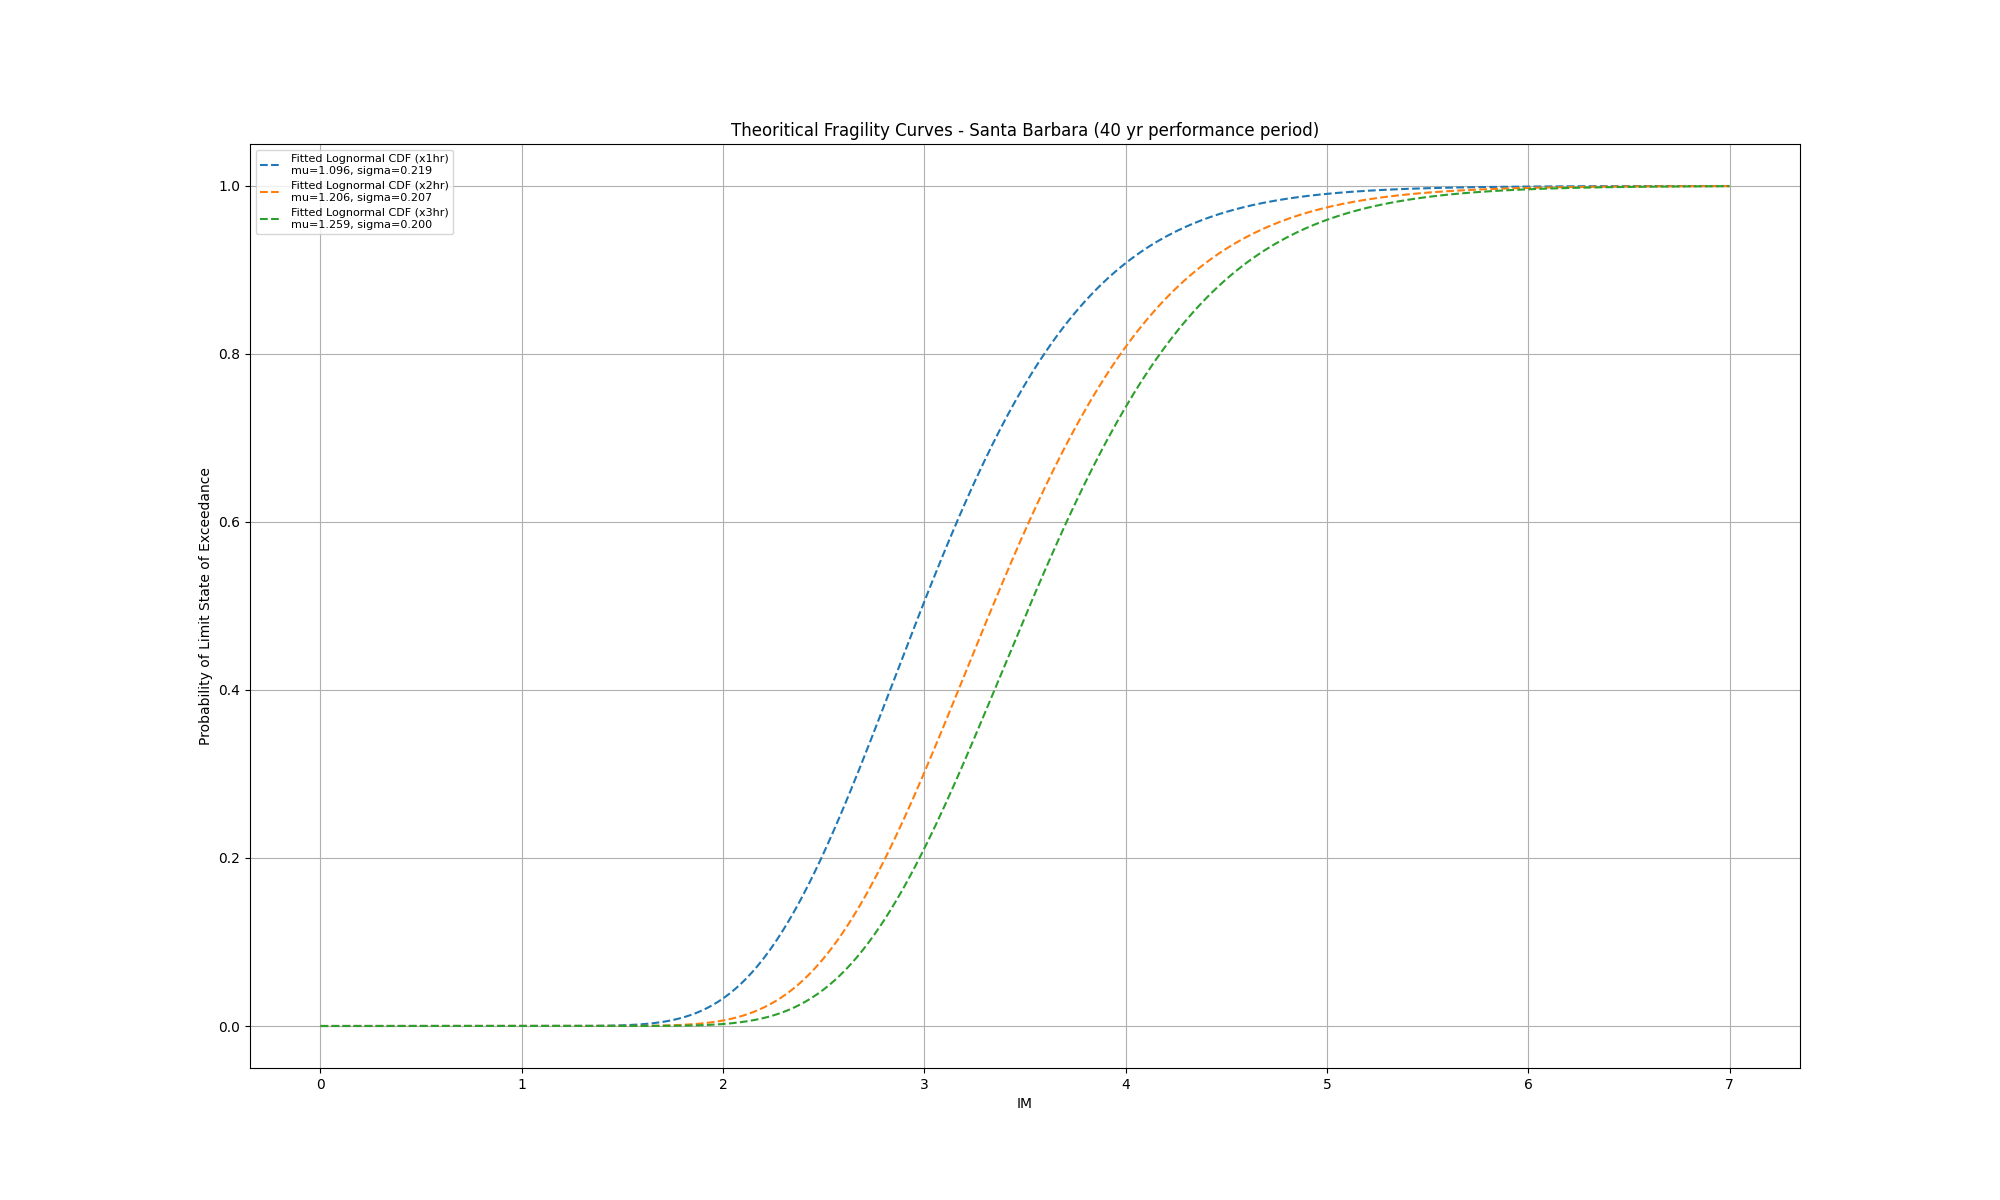 Theoritical Fragility Curves - Santa Barbara (40 yr performance period)
Fitted Lognormal CDF (x1hr)
mu=1.096, sigma=0.219
Fitted Lognormal CDF (x2hr)
mu=1.206, sigma=0.207
Fitted Lognormal CDF (x3hr)
mu=1.259, sigma=0.200
1.0
0.8
0.6
0.4
0.2
0.0
Probability of Limit State of Exceedance
0 1 2 3 4 5 6 7
IM